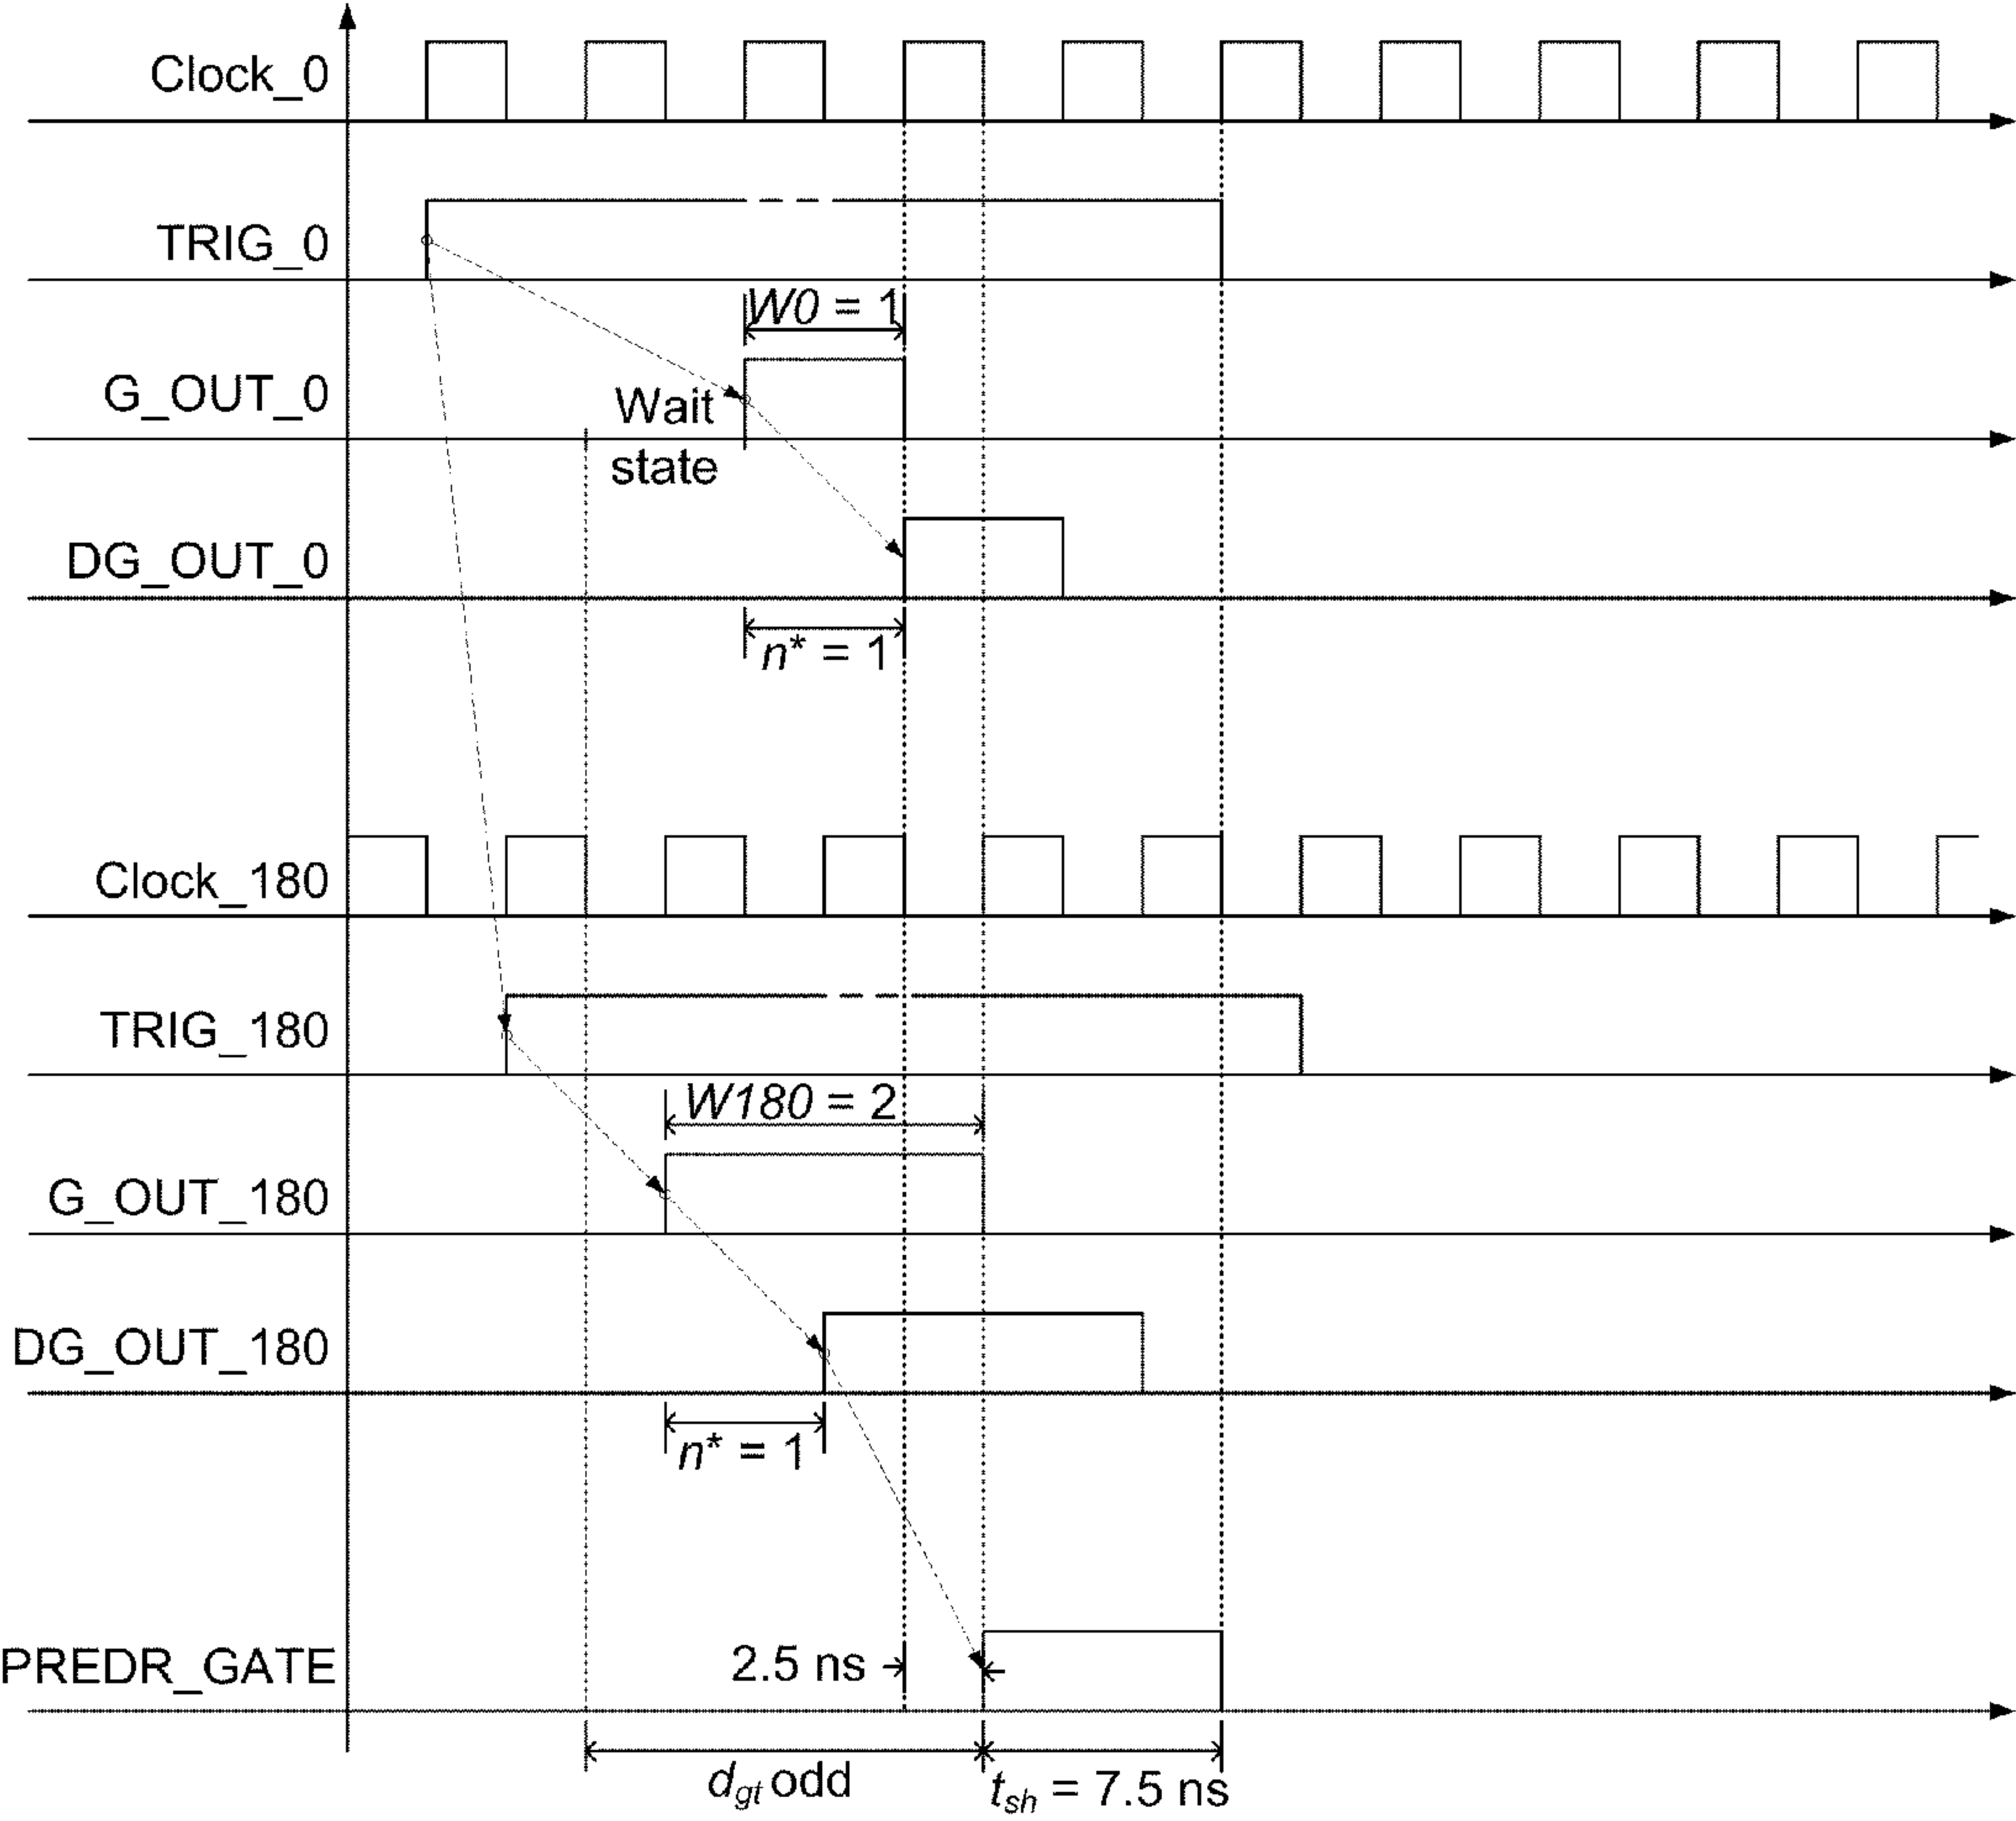 Clock_0
TRIG_0
W0 = 1
G_OUT_0
Wait
state
DG_OUT_0
n* = 1
Clock_180
TRIG_180
W180 = 2
G_OUT_180
DG_OUT_180
n* = 1
PREDR_GATE
2.5 ns
dgt odd
tsh = 7.5 ns